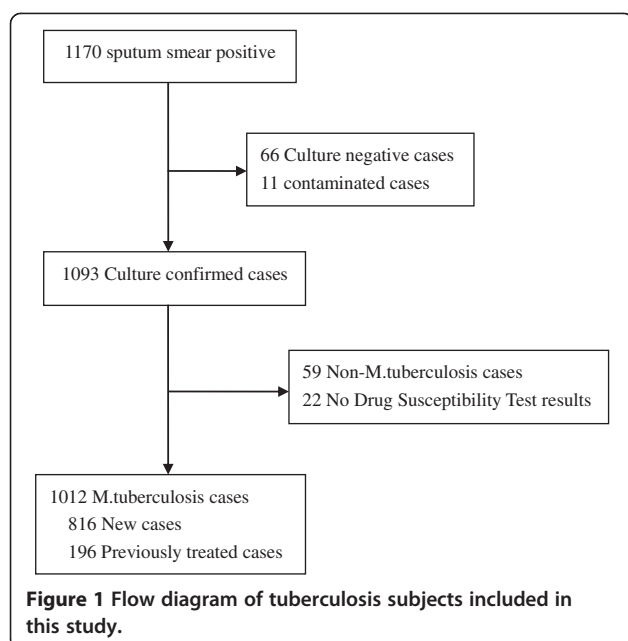 1170 sputum smear positive
66 Culture negative cases
11 contaminated cases
1093 Culture confirmed cases
59 Non-M.tuberculosis cases
22 No Drug Susceptibility Test results
1012 M.tuberculosis cases
816 New cases
196 Previously treated cases
Figure 1 Flow diagram of tuberculosis subjects included in
this study.